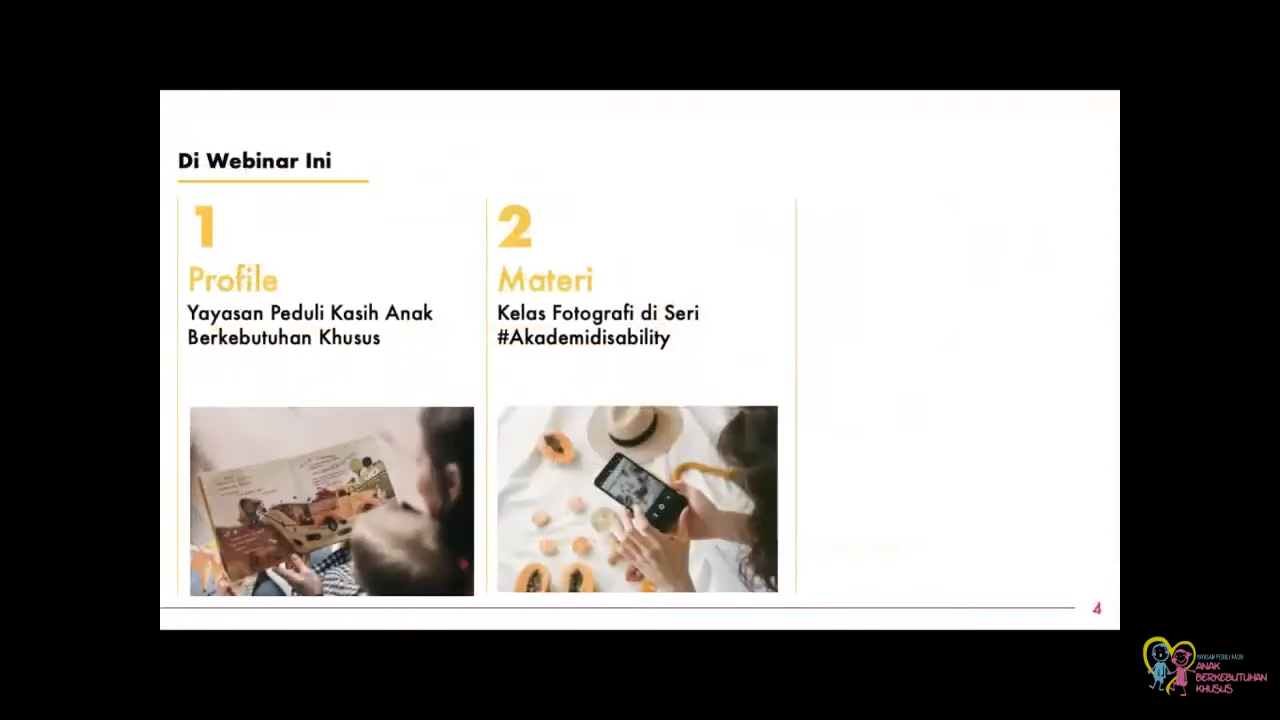 Di Webinar Ini
1
Profile
Yayasan Peduli Kasih Anak
Berkebutuhan Khusus
2
Materi
Kelas Fotografi di Seri
#Akademidisability
4
YAYASAN PEDULI KASIH
ANAK
BERKEBUTUHAN
KHUSUS